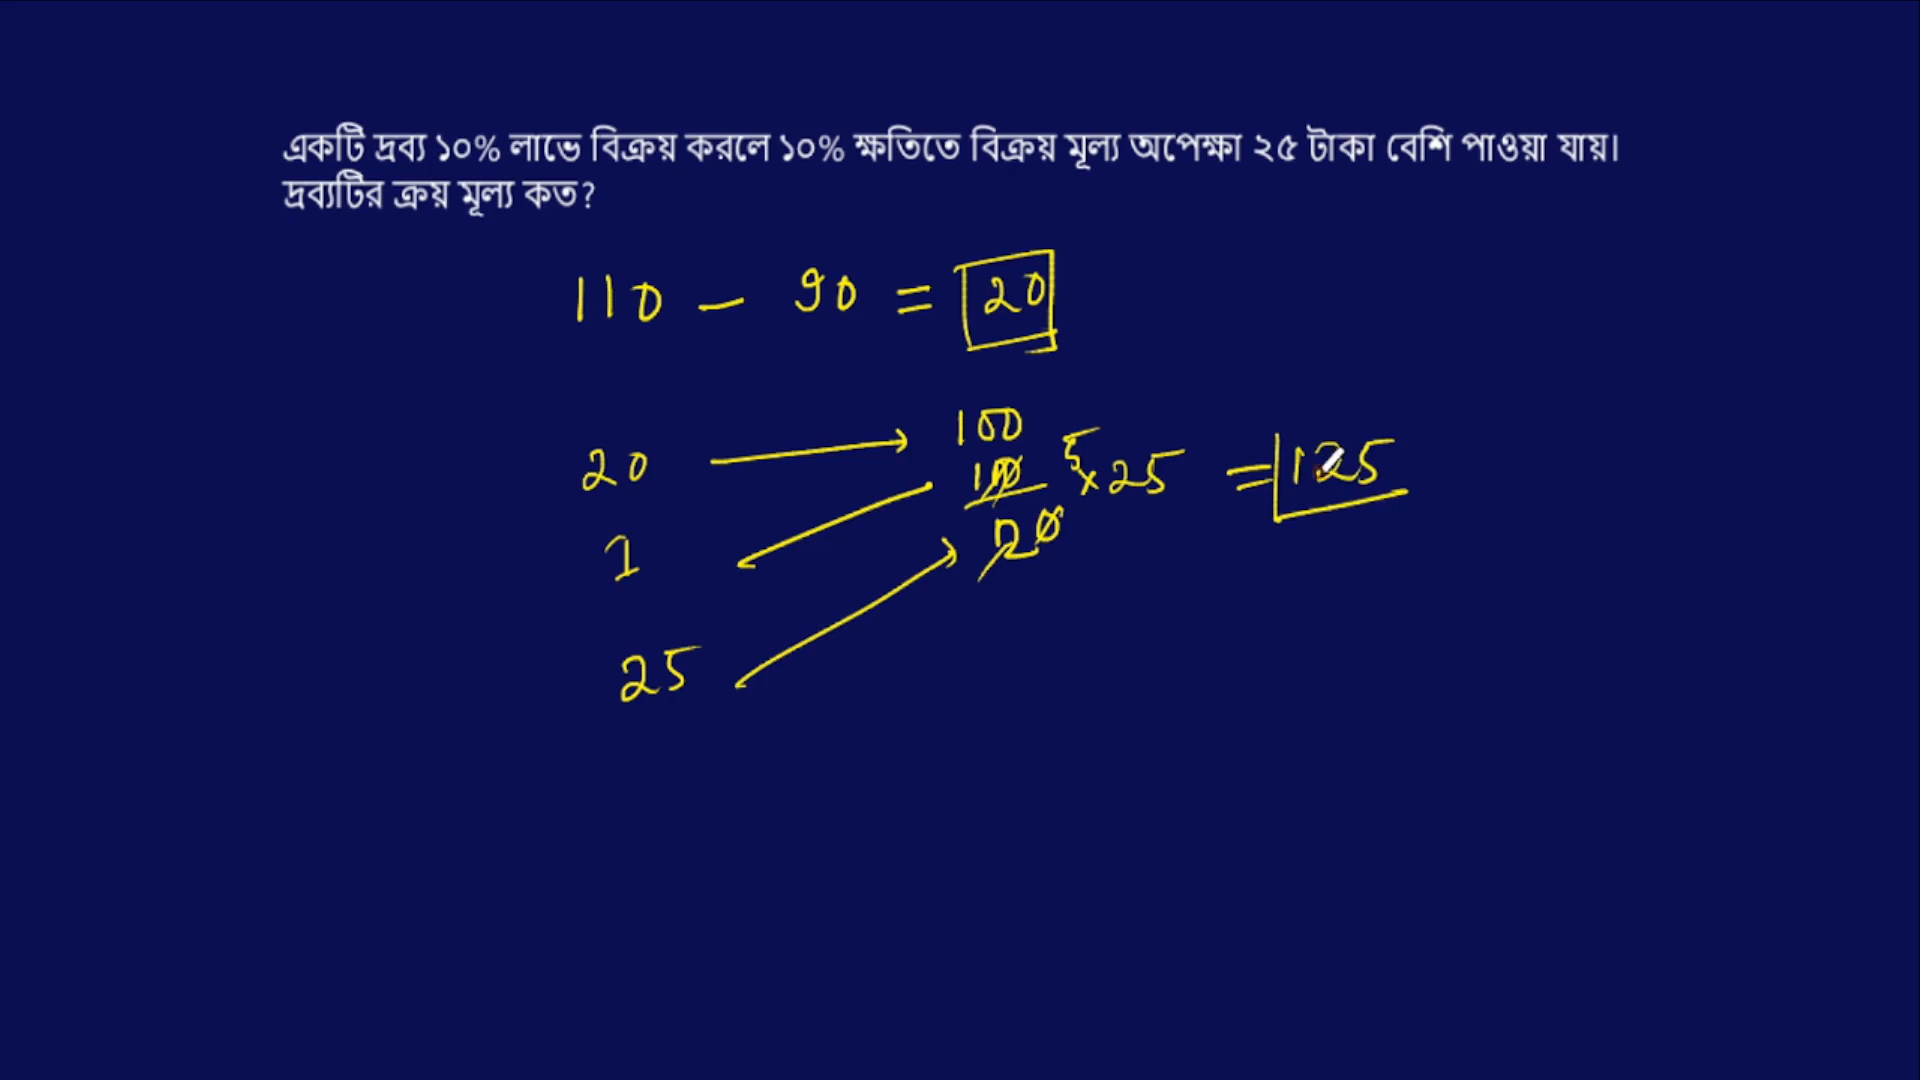 একটি দ্রব্য ১০% লাভে বিক্রয় করলে ১০% ক্ষতিতে বিক্রয় মূল্য অপেক্ষা ২৫ টাকা বেশি পাওয়া যায়।
দ্রব্যটির ক্রয় মূল্য কত?
110 - 90 = 20
20 → 100
1 100/20 5 × 25 = 125
25